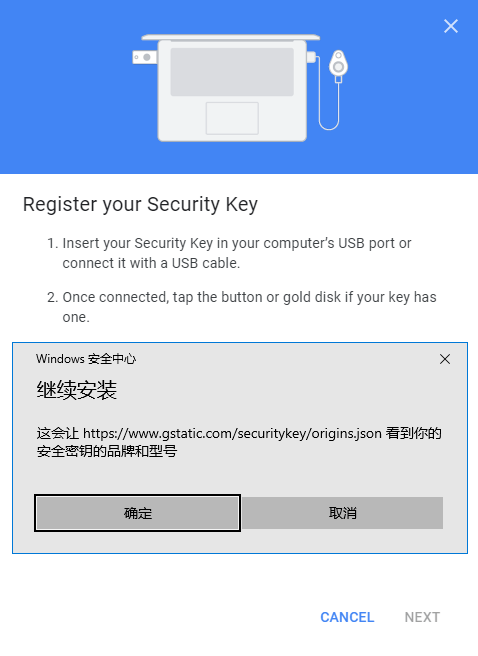 Register your Security Key
1. Insert your Security Key in your computer’s USB port or
connect it with a USB cable.
2. Once connected, tap the button or gold disk if your key has
one.
Windows 安全中心
继续安装
这会让 https://www.gstatic.com/securitykey/origins.json 看到你的
安全密钥的品牌和型号
确定
取消
CANCEL
NEXT